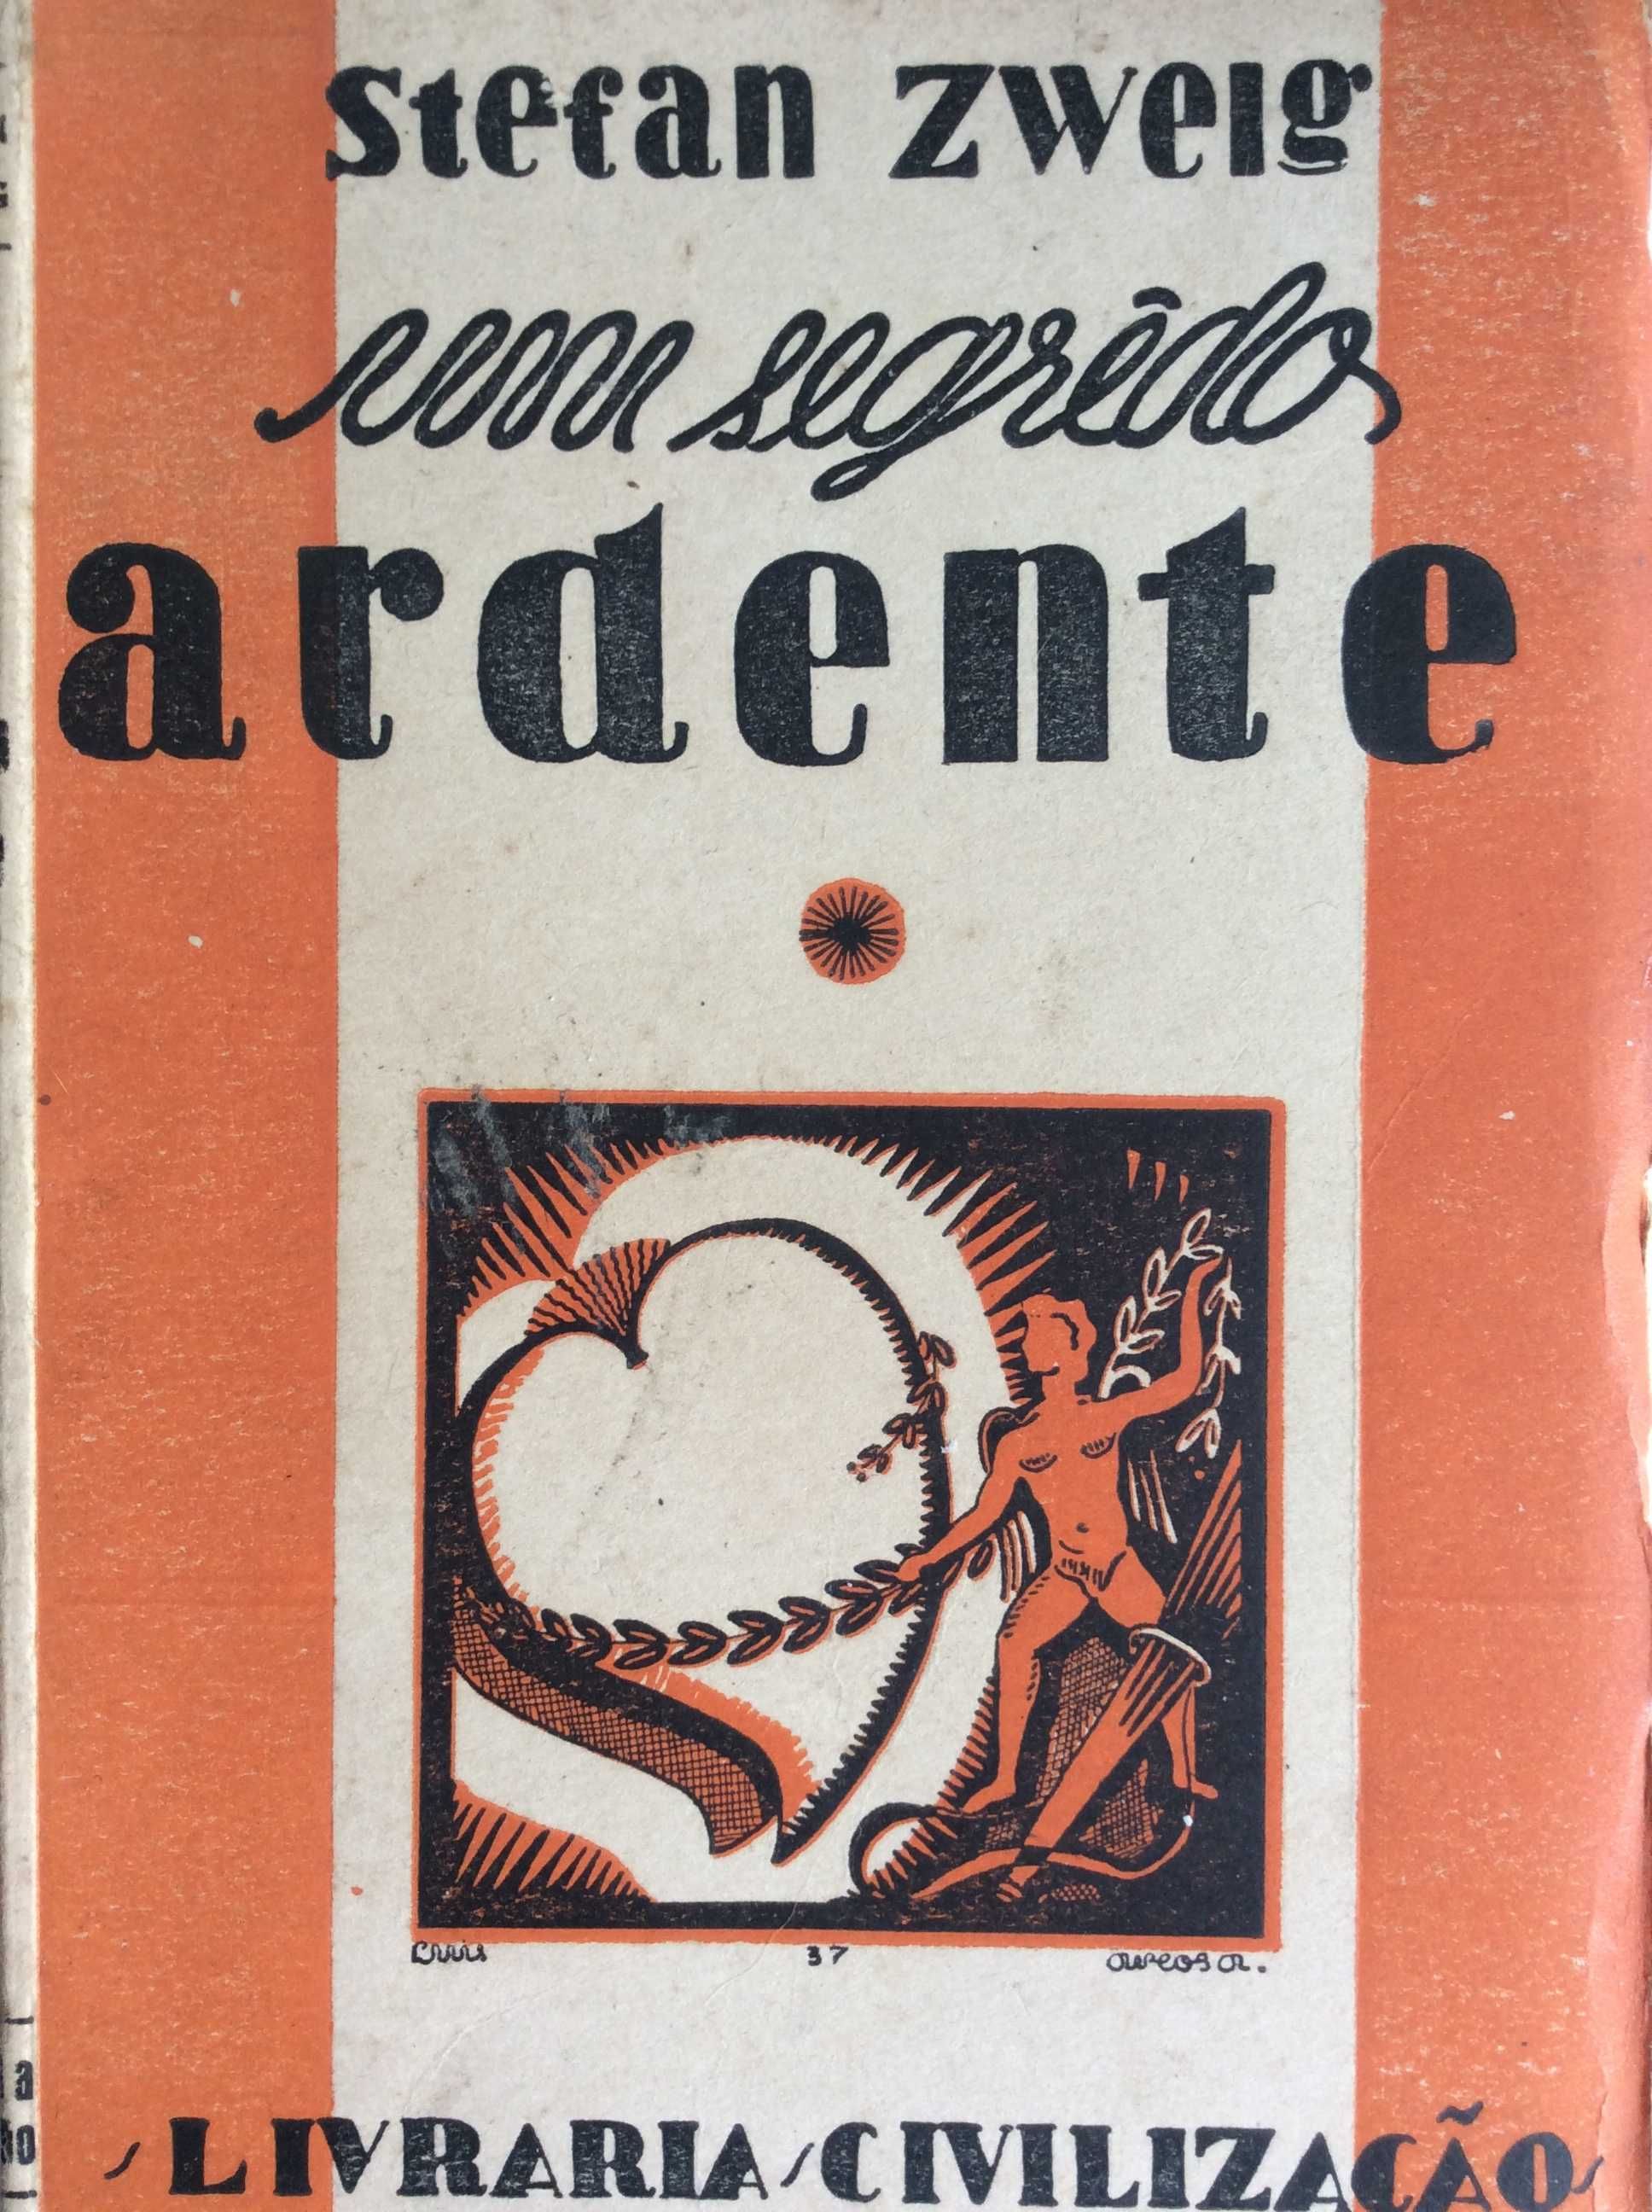 stefan zweig
um segrêdo
ardente
37
LIVRARIA CIVILIZAÇÃO